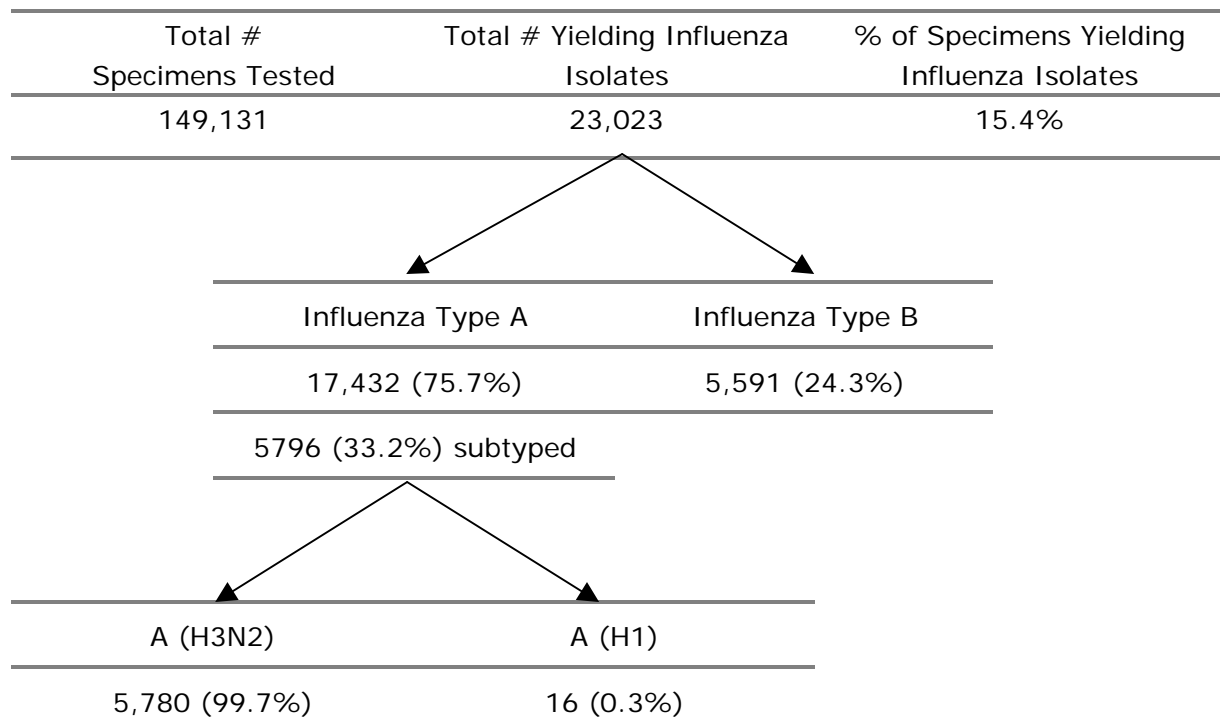 Total # Total # Yielding Influenza % of Specimens Yielding
Specimens Tested Isolates Influenza Isolates
149,131 23,023 15.4%
Influenza Type A Influenza Type B
17,432 (75.7%) 5,591 (24.3%)
5796 (33.2%) subtyped
A (H3N2) A (H1)
5,780 (99.7%) 16 (0.3%)